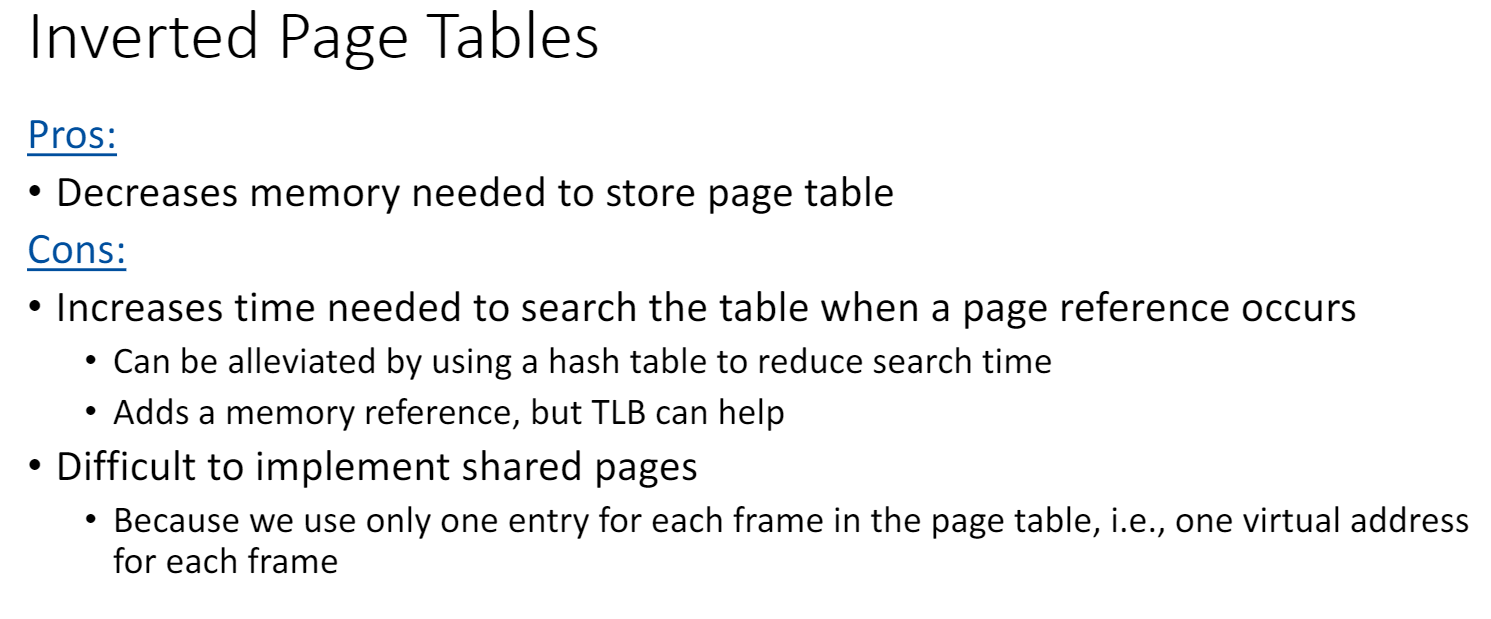 Inverted Page Tables
Pros:
• Decreases memory needed to store page table
Cons:
• Increases time needed to search the table when a page reference occurs
• Can be alleviated by using a hash table to reduce search time
• Adds a memory reference, but TLB can help
• Difficult to implement shared pages
• Because we use only one entry for each frame in the page table, i.e., one virtual address
for each frame